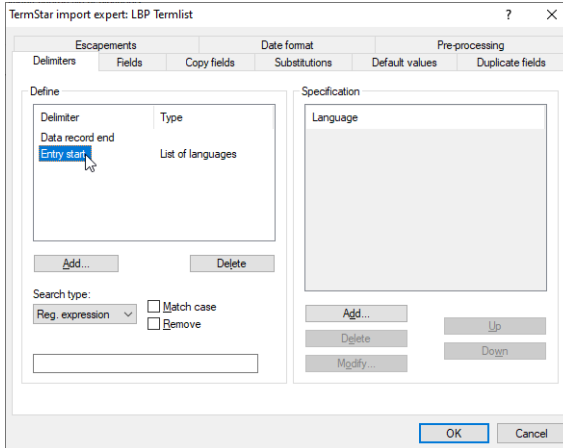 TermStar import expert: LBP Termlist
Escapements Date format Pre-processing
Delimiters Fields Copy fields Substitutions Default values Duplicate fields
Define
Delimiter Type
Data record end
Entry start List of languages
Add... Delete
Search type:
Reg. expression
Match case
Remove
Specification
Language
Add...
Delete
Modify...
Up
Down
OK Cancel